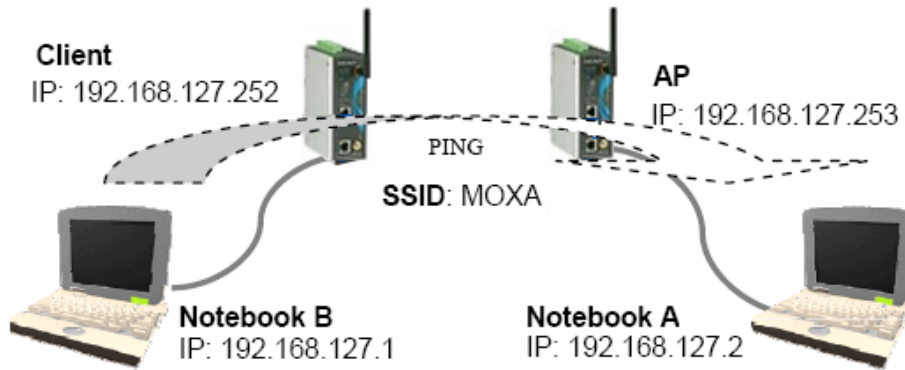 Client
IP: 192.168.127.252
AP
IP: 192.168.127.253
PING
SSID: MOXA
Notebook B
IP: 192.168.127.1
Notebook A
IP: 192.168.127.2